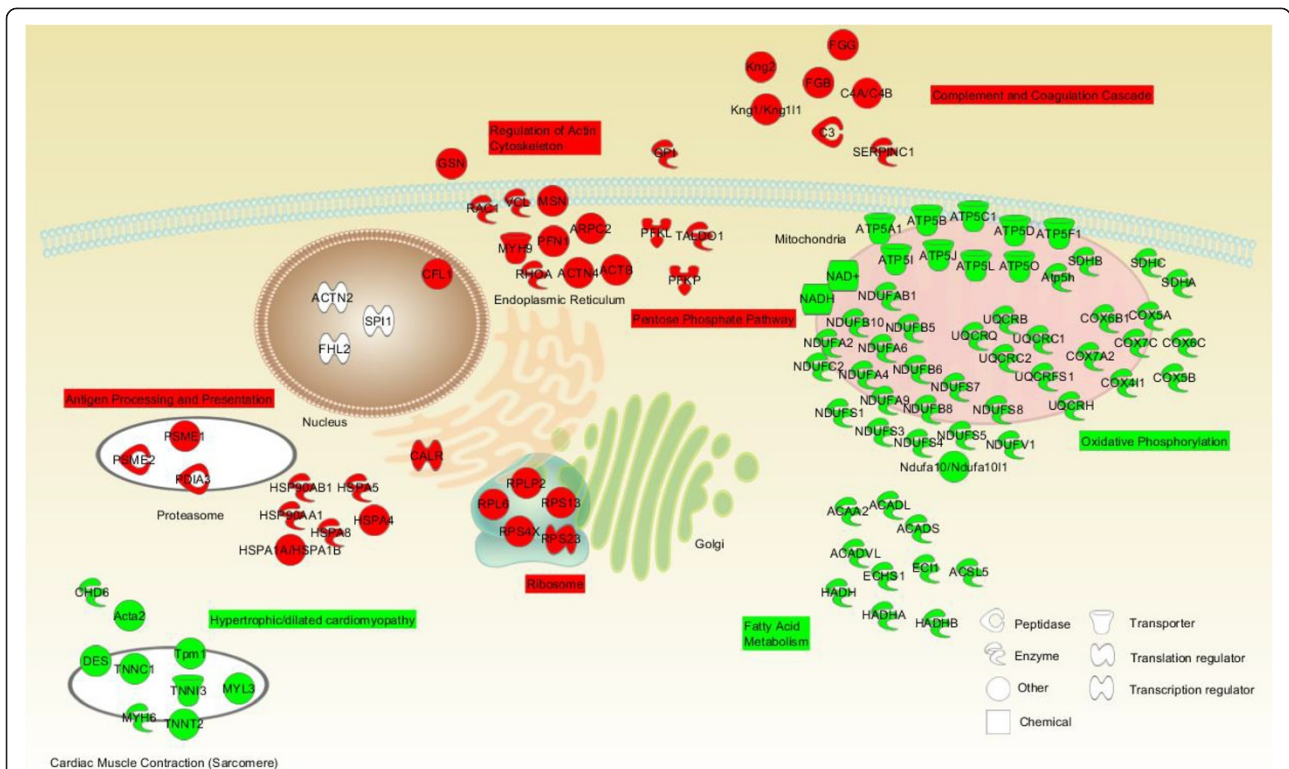 FGG
Kng2
FGB
C4A/C4B
Complement and Coagulation Cascade
Kng1/Kng1l1
C3
SERPINC1
Regulation of Actin
Cytoskeleton
GPI
GSN
RAC1
VCL
MSN
ARPC2
MYH9
PFN1
PFKL
TALDO1
RHOA
ACTN4
ACTB
PFKP
CFL1
ACTN2
SPI1
FHL2
Nucleus
Endoplasmic Reticulum
Pentose Phosphate Pathway
Mitochondria
ATP5A1
ATP5B
ATP5C1
ATP5D
ATP5F1
ATP5I
ATP5J
ATP5L
ATP5O
Atp5h
SDHB
SDHC
SDHA
NAD+
NADH
NDUFAB1
NDUFB10
NDUFB5
UQCRB
COX6B1
COX5A
NDUFA2
NDUFA6
UQCRQ
UQCRC1
COX7C
COX6C
NDUFC2
NDUFA4
NDUFB6
UQCRC2
COX7A2
NDUFS7
UQCRFS1
COX4I1
COX5B
NDUFS1
NDUFA9
NDUFB8
NDUFS8
UQCRH
NDUFS3
NDUFS4
NDUFS5
NDUFV1
Oxidative Phosphorylation
Ndufa10/Ndufa10l1
Antigen Processing and Presentation
PSME1
PSME2
PDIA3
Proteasome
CALR
HSP90AB1
HSPA5
HSP90AA1
HSPA4
HSPA8
HSPA1A/HSPA1B
RPLP2
RPL6
RPS13
RPS4X
RPS23
Ribosome
Golgi
ACAA2
ACADL
ACADS
ACADVL
ECHS1
ECI1
ACSL5
HADH
HADHA
HADHB
Fatty Acid
Metabolism
CHD6
Acta2
Hypertrophic/dilated cardiomyopathy
DES
TNNC1
Tpm1
TNNI3
MYL3
MYH6
TNNT2
Cardiac Muscle Contraction (Sarcomere)
Peptidase
Transporter
Enzyme
Translation regulator
Other
Transcription regulator
Chemical